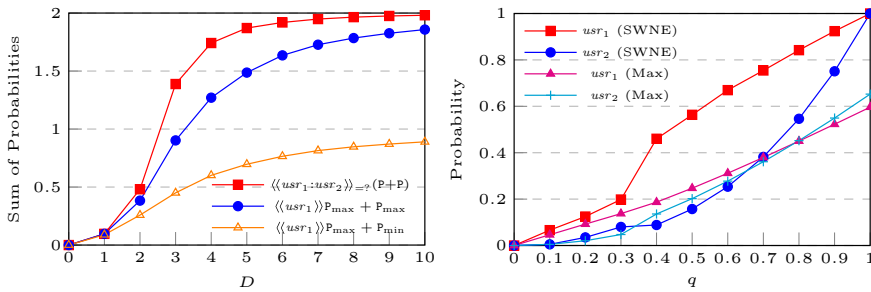 Sum of Probabilities
2
1.5
1
0.5
0
0 1 2 3 4 5 6 7 8 9 10
D
⟨⟨usr₁:usr₂⟩⟩₌?(P+P)
⟨⟨usr₁⟩⟩Pmax + Pmax
⟨⟨usr₁⟩⟩Pmax + Pmin
Probability
1
0.8
0.6
0.4
0.2
0
0 0.1 0.2 0.3 0.4 0.5 0.6 0.7 0.8 0.9 1
q
usr₁ (SWNE)
usr₂ (SWNE)
usr₁ (Max)
usr₂ (Max)